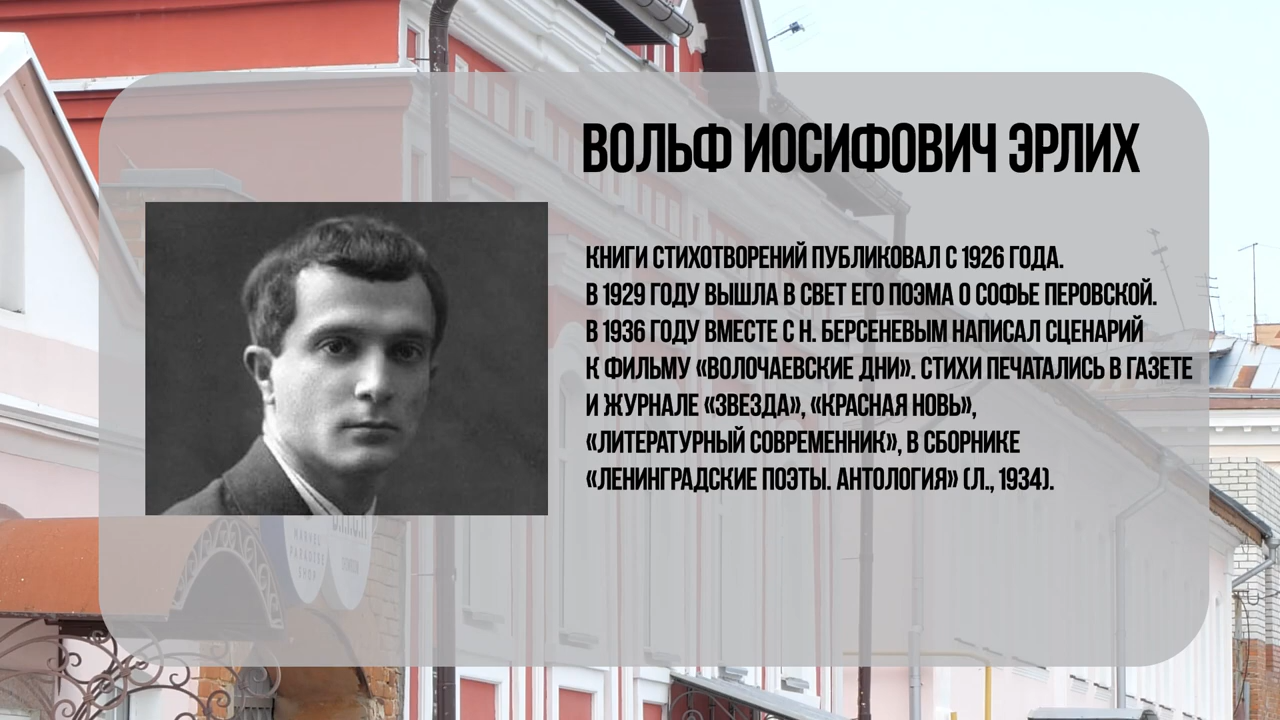 ВОЛЬФ ИОСИФОВИЧ ЭРЛИХ
КНИГИ СТИХОТВОРЕНИЙ ПУБЛИКОВАЛ С 1926 ГОДА.
В 1929 ГОДУ ВЫШЛА В СВЕТ ЕГО ПОЭМА О СОФЬЕ ПЕРОВСКОЙ.
В 1936 ГОДУ ВМЕСТЕ С Н. БЕРСЕНЕВЫМ НАПИСАЛ СЦЕНАРИЙ
К ФИЛЬМУ «ВОЛОЧАЕВСКИЕ ДНИ». СТИХИ ПЕЧАТАЛИСЬ В ГАЗЕТЕ
И ЖУРНАЛЕ «ЗВЕЗДА», «КРАСНАЯ НОВЬ»,
«ЛИТЕРАТУРНЫЙ СОВРЕМЕННИК», В СБОРНИКЕ
«ЛЕНИНГРАДСКИЕ ПОЭТЫ. АНТОЛОГИЯ» (Л., 1934).
PARADISE
SHOP